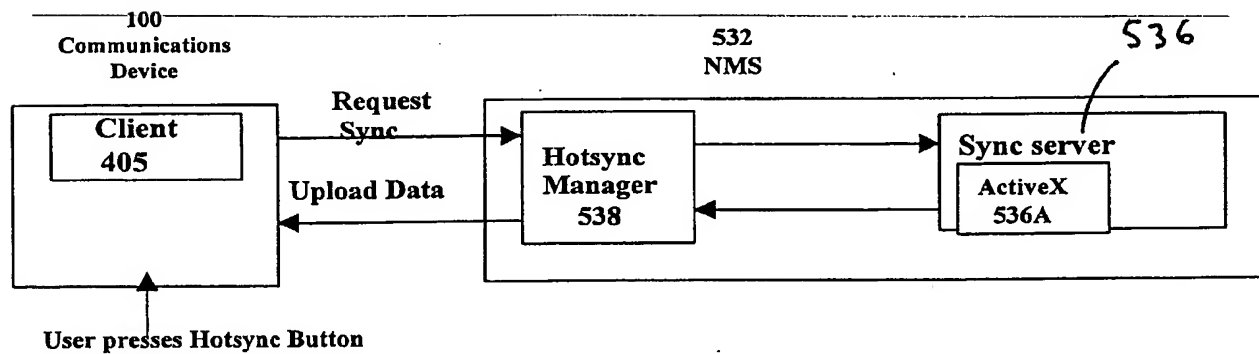 100
Communications
Device
532
NMS
536
Client
405
Request
Sync
Upload Data
Hotsync
Manager
538
Sync server
ActiveX
536A
User presses Hotsync Button